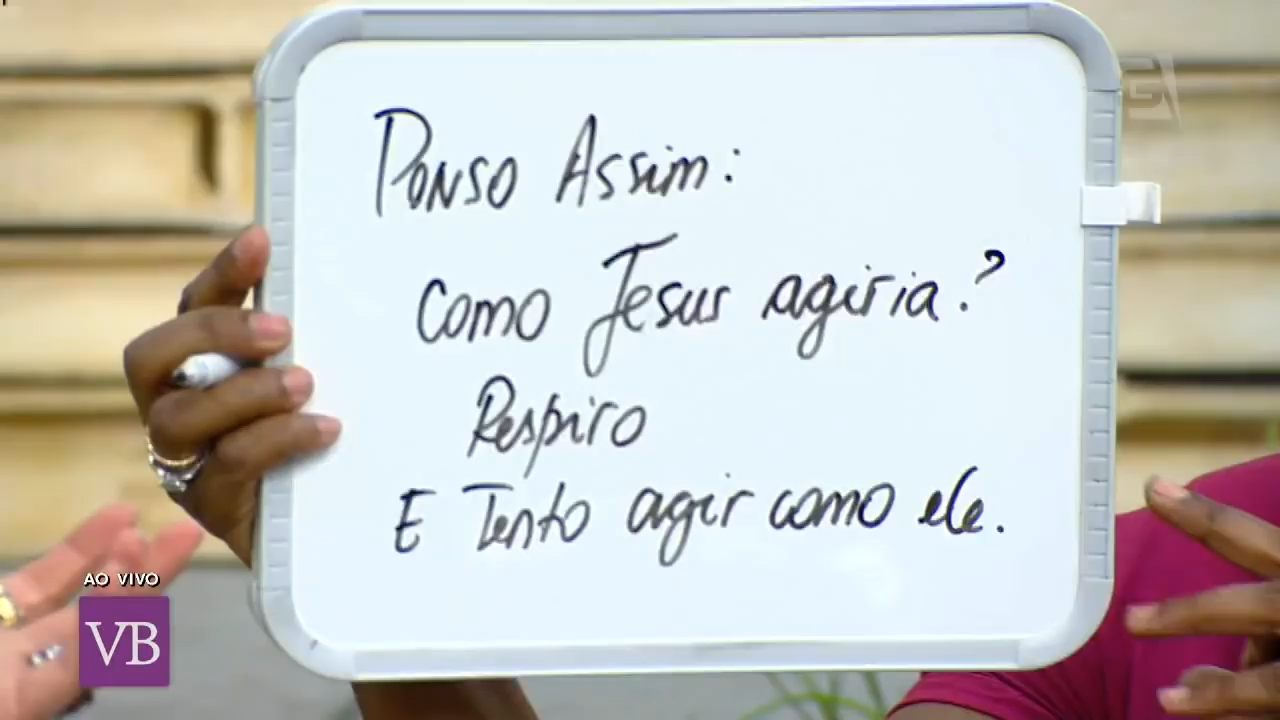 Penso Assim:
Como Jesus agiria?
Respiro
E Tento agir como ele.
AO VIVO
VB
G